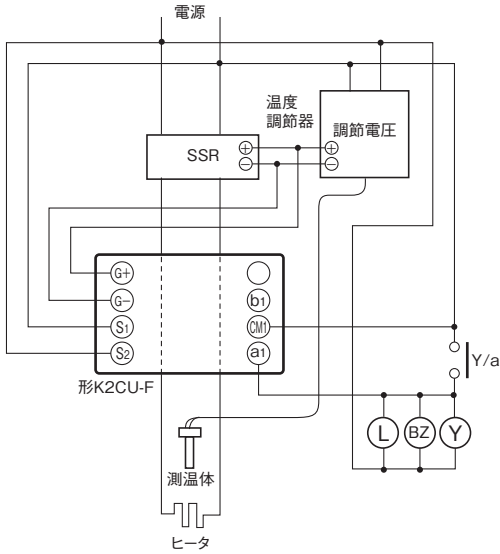 電源
温度
調節器
調節電圧
SSR
+
−
+
−
G+
G−
S1
S2
b1
CM1
a1
形K2CU-F
Y/a
L
BZ
Y
測温体
ヒータ